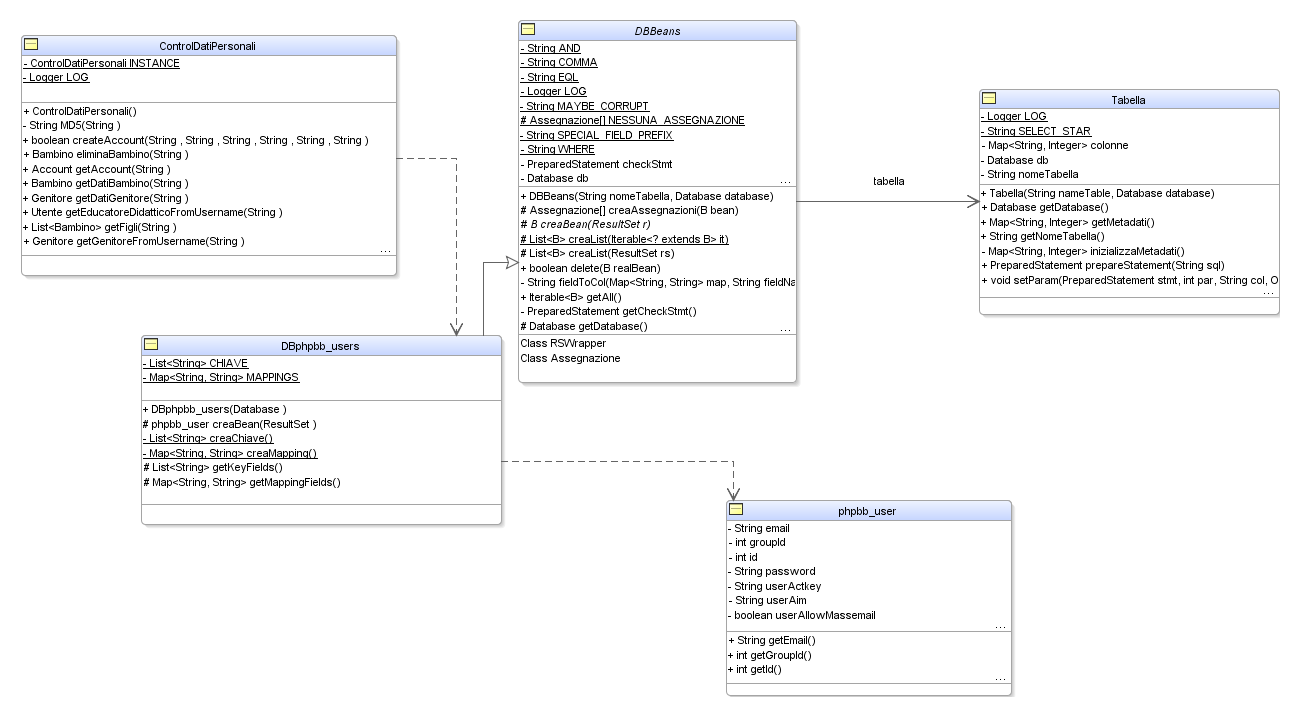 ControlDatiPersonali
- ControlDatiPersonali INSTANCE
- Logger LOG
+ ControlDatiPersonali()
- String MD5(String )
+ boolean createAccount(String , String , String , String , String , String )
+ Bambino eliminaBambino(String )
+ Account getAccount(String )
+ Bambino getDatiBambino(String )
+ Genitore getDatiGenitore(String )
+ Utente getEducatoreDidatticoFromUsername(String )
+ List<Bambino> getFigli(String )
+ Genitore getGenitoreFromUsername(String )
...
DBBeans
- String AND
- String COMMA
- String EQL
- Logger LOG
- String MAYBE_CORRUPT
# Assegnazione[] NESSUNA_ASSEGNAZIONE
- String SPECIAL_FIELD_PREFIX
- String WHERE
- PreparedStatement checkStmt
- Database db
...
+ DBBeans(String nomeTabella, Database database)
# Assegnazione[] creaAssegnazioni(B bean)
# B creaBean(ResultSet r)
# List<B> creaList(Iterable<? extends B> it)
# List<B> creaList(ResultSet rs)
+ boolean delete(B realBean)
- String fieldToCol(Map<String, String> map, String fieldNa
+ Iterable<B> getAll()
- PreparedStatement getCheckStmt()
# Database getDatabase()
...
Class RSWrapper
Class Assegnazione
tabella
Tabella
- Logger LOG
- String SELECT_STAR
- Map<String, Integer> colonne
- Database db
- String nomeTabella
+ Tabella(String nameTable, Database database)
+ Database getDatabase()
+ Map<String, Integer> getMetadati()
+ String getNomeTabella()
- Map<String, Integer> inizializzaMetadati()
+ PreparedStatement prepareStatement(String sql)
+ void setParam(PreparedStatement stmt, int par, String col, O
...
DBphpbb_users
- List<String> CHIAVE
- Map<String, String> MAPPINGS
+ DBphpbb_users(Database )
# phpbb_user creaBean(ResultSet )
- List<String> creaChiave()
- Map<String, String> creaMapping()
# List<String> getKeyFields()
# Map<String, String> getMappingFields()
phpbb_user
- String email
- int groupId
- int id
- String password
- String userActkey
- String userAim
- boolean userAllowMassemail
...
+ String getEmail()
+ int getGroupId()
+ int getId()
...